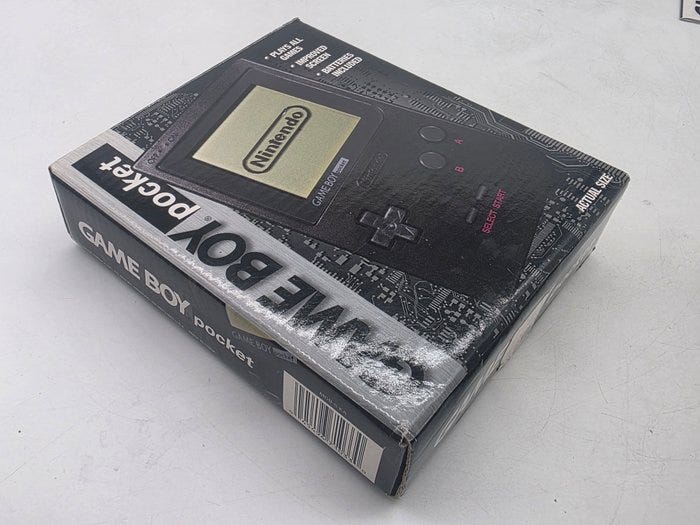 • PLAYS ALL
GAMES
• IMPROVED
SCREEN
• BATTERIES
INCLUDED
Nintendo
GAME BOY pocket
A
B
SELECT START
ACTUAL SIZE
GAME BOY pocket
GAME BOY pocket
GAME BOY